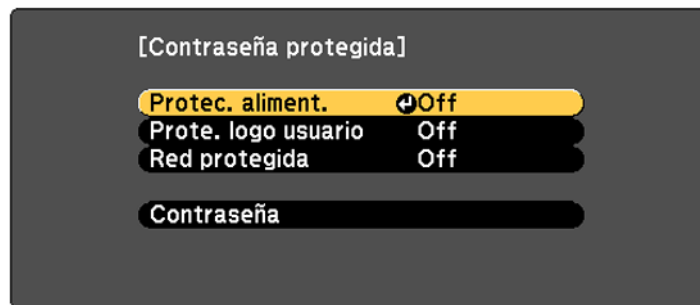 [Contraseña protegida]
Protec. aliment. Off
Prote. logo usuario Off
Red protegida Off
Contraseña